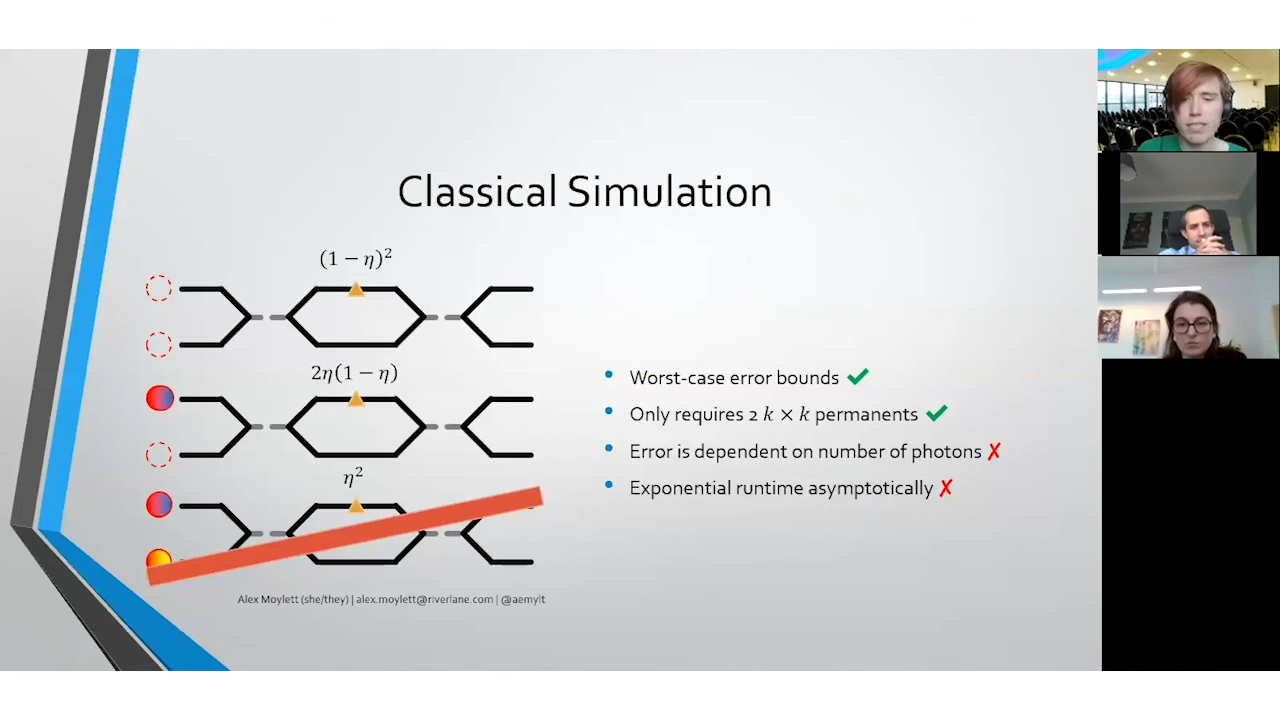 Classical Simulation
(1 − η)²
2η(1 − η)
η²
• Worst-case error bounds ✔
• Only requires 2 k × k permanents ✔
• Error is dependent on number of photons ✗
• Exponential runtime asymptotically ✗
Alex Moylett (she/they) | alex.moylett@riverlane.com | @aemylt